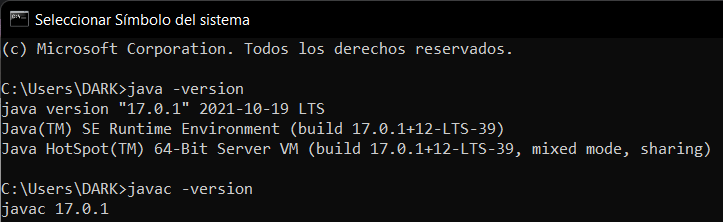 Seleccionar Símbolo del sistema
(c) Microsoft Corporation. Todos los derechos reservados.
C:\Users\DARK>java -version
java version "17.0.1" 2021-10-19 LTS
Java(TM) SE Runtime Environment (build 17.0.1+12-LTS-39)
Java HotSpot(TM) 64-Bit Server VM (build 17.0.1+12-LTS-39, mixed mode, sharing)
C:\Users\DARK>javac -version
javac 17.0.1